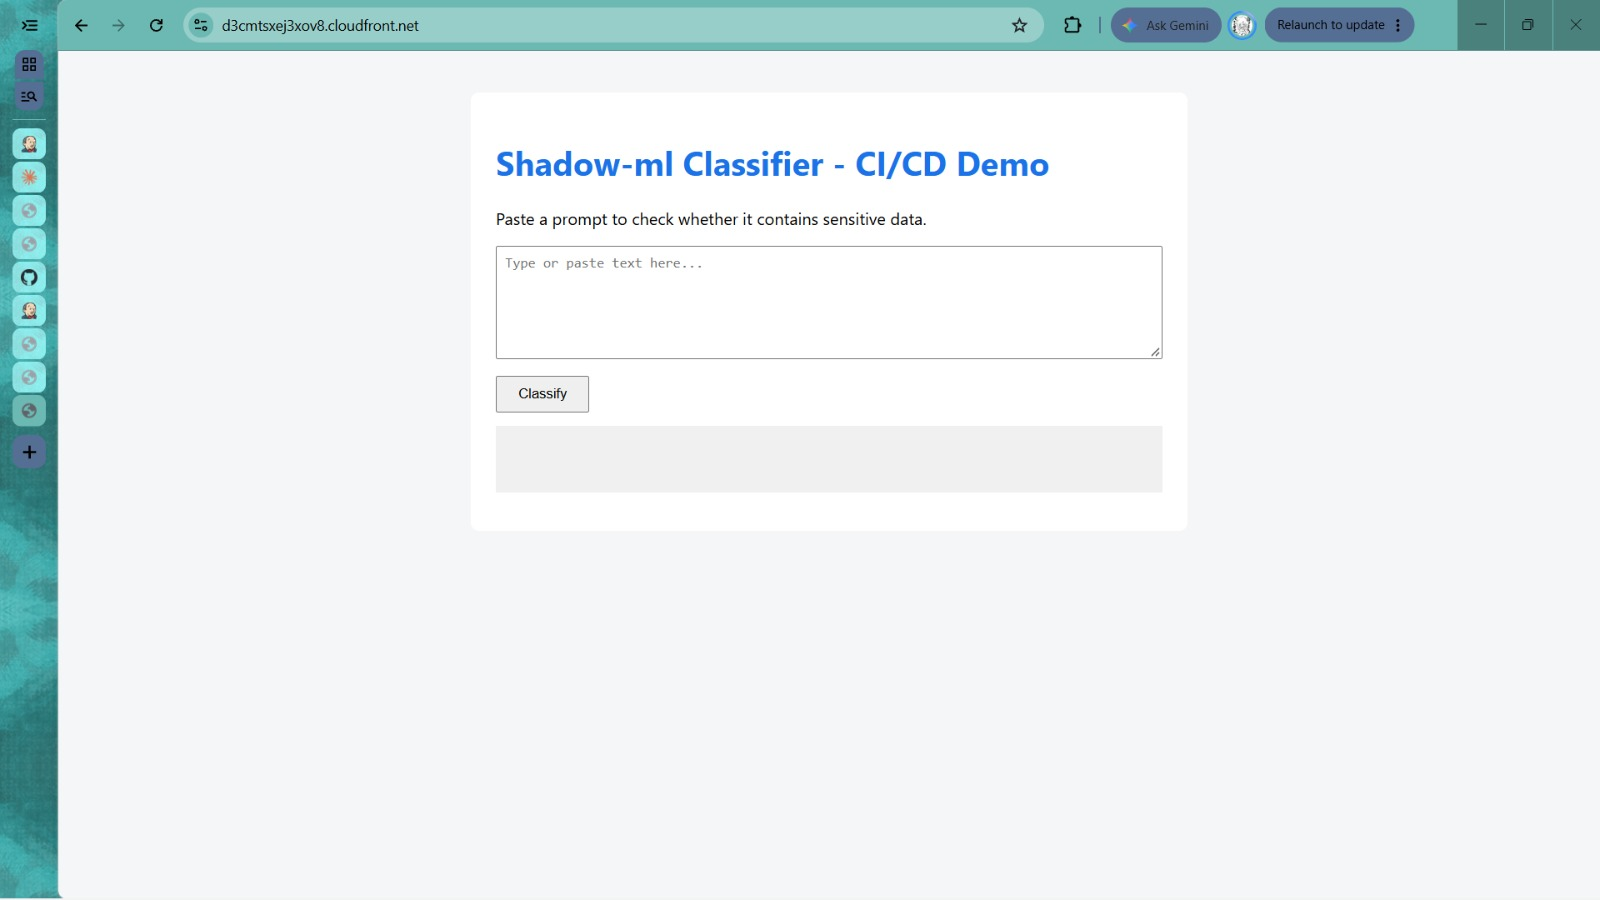 d3cmtsxej3xov8.cloudfront.net
Ask Gemini
Relaunch to update
Shadow-ml Classifier - CI/CD Demo
Paste a prompt to check whether it contains sensitive data.
Type or paste text here...
Classify